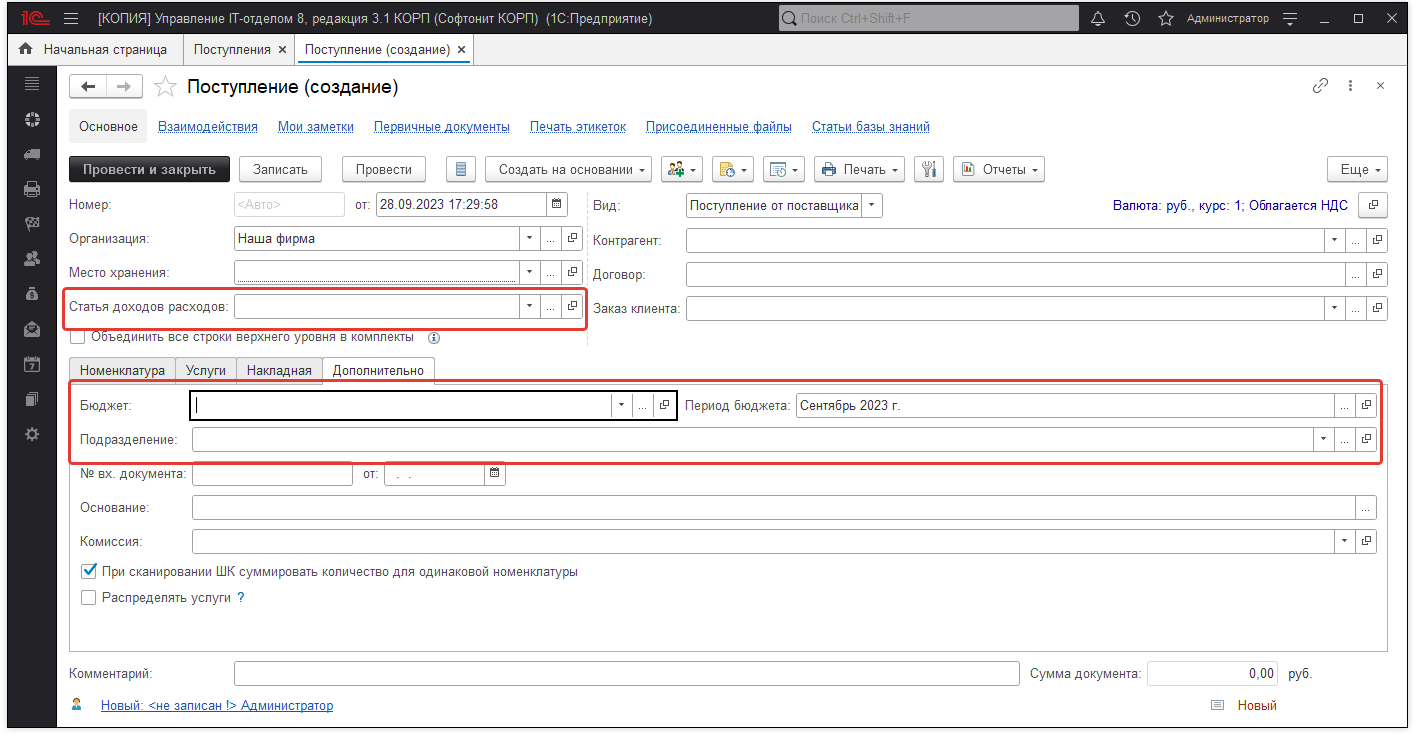 [КОПИЯ] Управление IT-отделом 8, редакция 3.1 КОРП (Софтонит КОРП) (1С:Предприятие) Поиск Ctrl+Shift+F Администратор
Начальная страница Поступления × Поступление (создание) ×
Поступление (создание)
Основное Взаимодействия Мои заметки Первичные документы Печать этикеток Присоединенные файлы Статьи базы знаний
Провести и закрыть Записать Провести Создать на основании Печать Отчеты Еще
Номер: <Авто> от: 28.09.2023 17:29:58 Вид: Поступление от поставщика Валюта: руб., курс: 1; Облагается НДС
Организация: Наша фирма Контрагент:
Место хранения: Договор:
Статья доходов расходов: Заказ клиента:
Объединить все строки верхнего уровня в комплекты
Номенклатура Услуги Накладная Дополнительно
Бюджет: Период бюджета: Сентябрь 2023 г.
Подразделение:
№ вх. документа: от: . .
Основание:
Комиссия:
При сканировании ШК суммировать количество для одинаковой номенклатуры
Распределять услуги ?
Комментарий: Сумма документа: 0,00 руб.
Новый: <не записан !> Администратор Новый